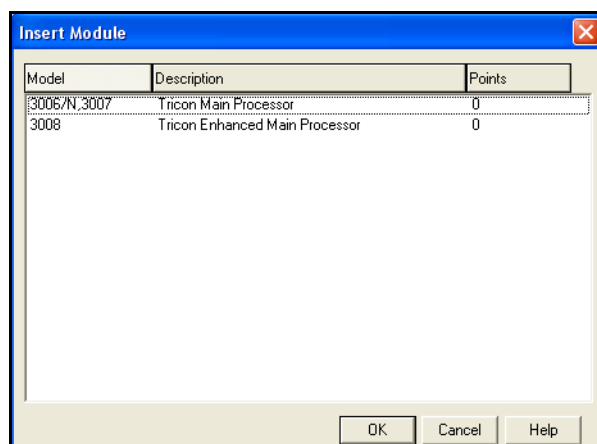 Insert Module
Model Description Points
3006/N,3007 Tricon Main Processor 0
3008 Tricon Enhanced Main Processor 0
OK Cancel Help